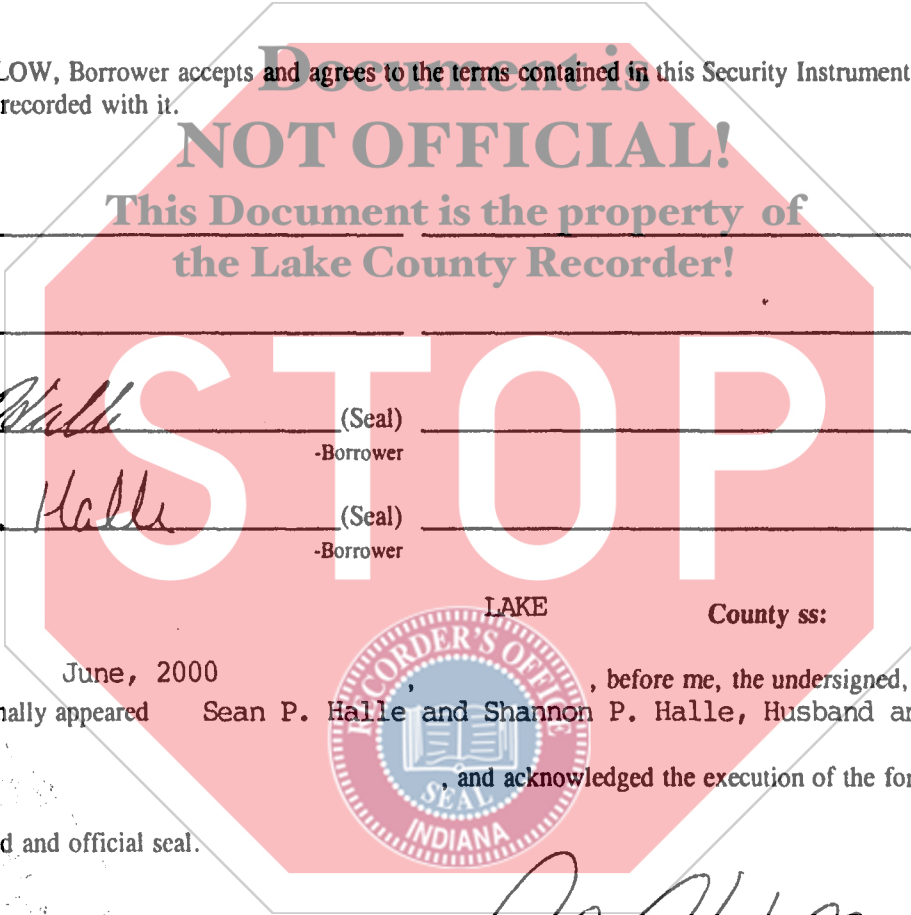 LOW, Borrower accepts and agrees to the terms contained in this Security Instrument
recorded with it.
Document is
NOT OFFICIAL!
This Document is the property of
the Lake County Recorder!
STOP
(Seal)
-Borrower
Halle
(Seal)
-Borrower
LAKE County ss:
June, 2000 , , before me, the undersigned,
nally appeared Sean P. Halle and Shannon P. Halle, Husband an
, and acknowledged the execution of the for
d and official seal.
RECORDER'S OFFICE
SEAL
INDIANA